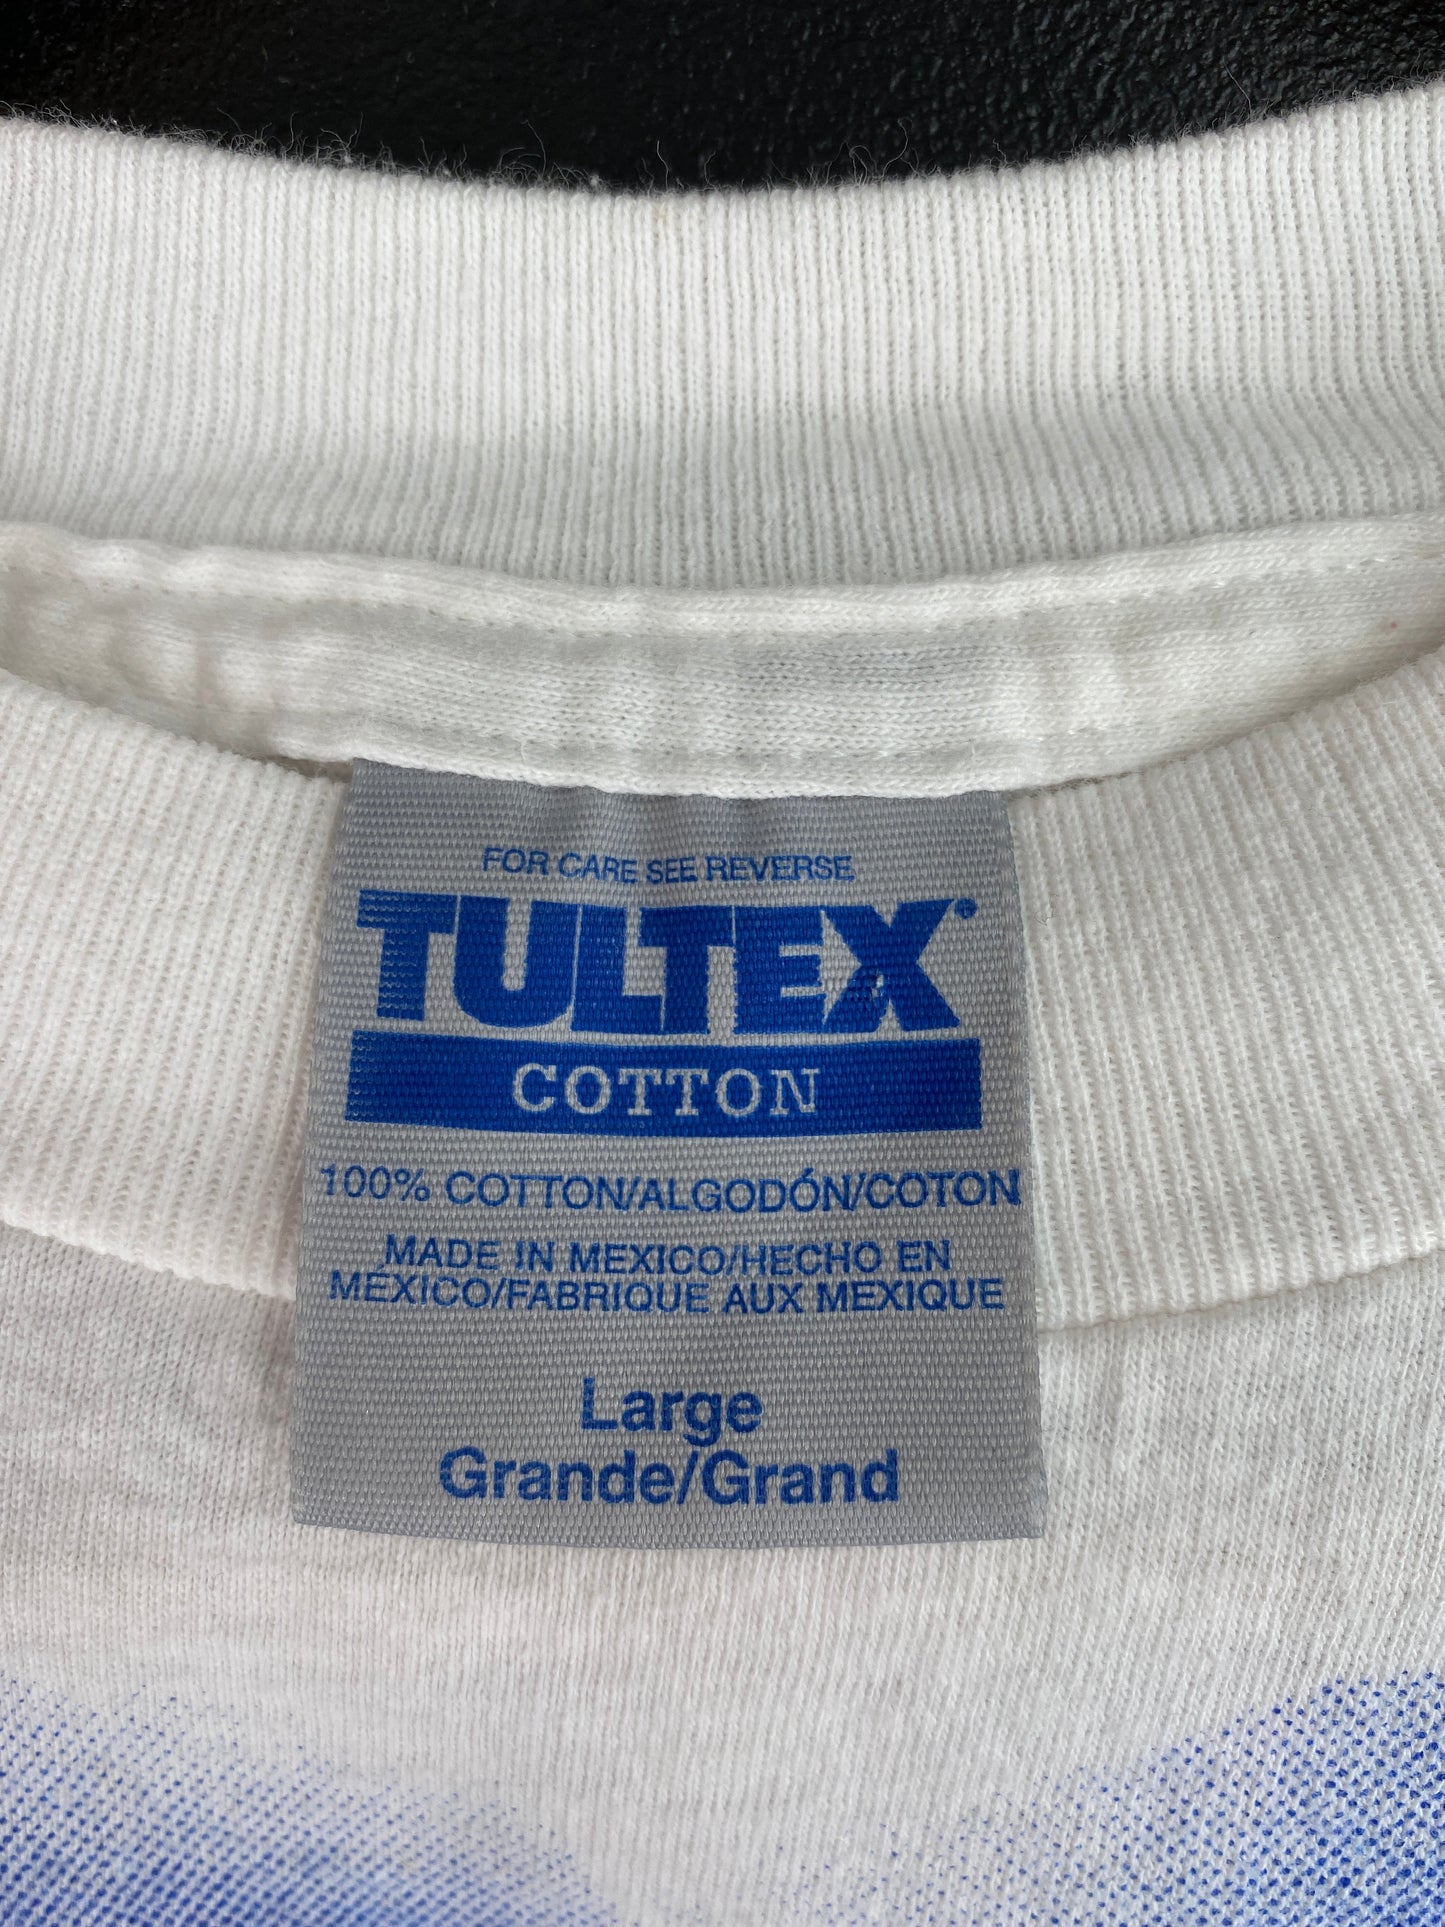 FOR CARE SEE REVERSE
TULTEX®
COTTON
100% COTTON/ALGODÓN/COTON
MADE IN MEXICO/HECHO EN
MEXICO/FABRIQUE AUX MEXIQUE
Large
Grande/Grand